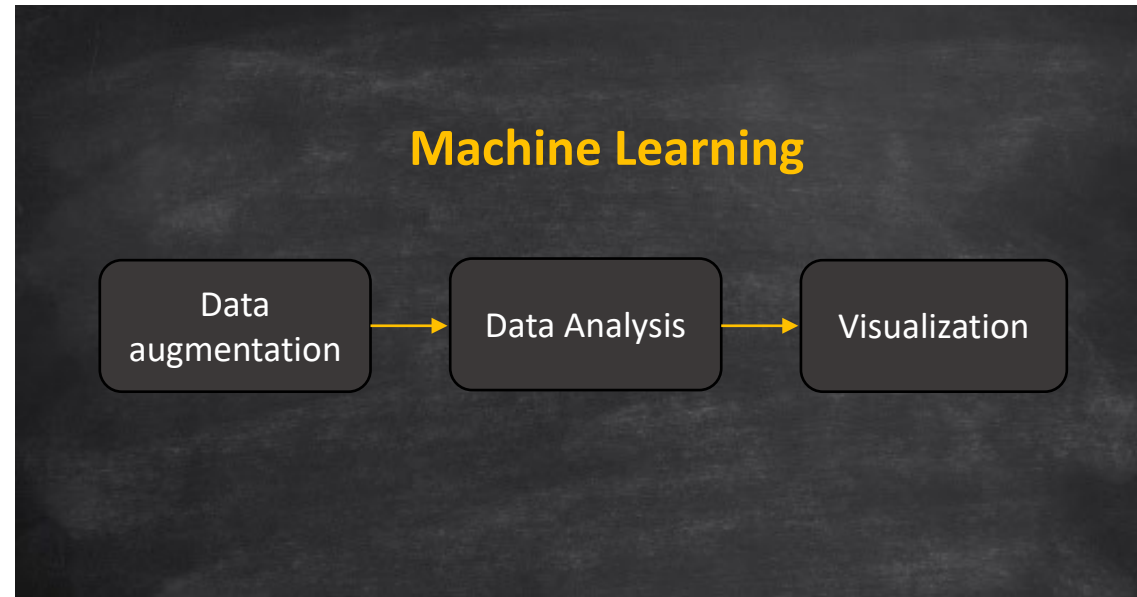 Machine Learning
Data
augmentation
Data Analysis
Visualization